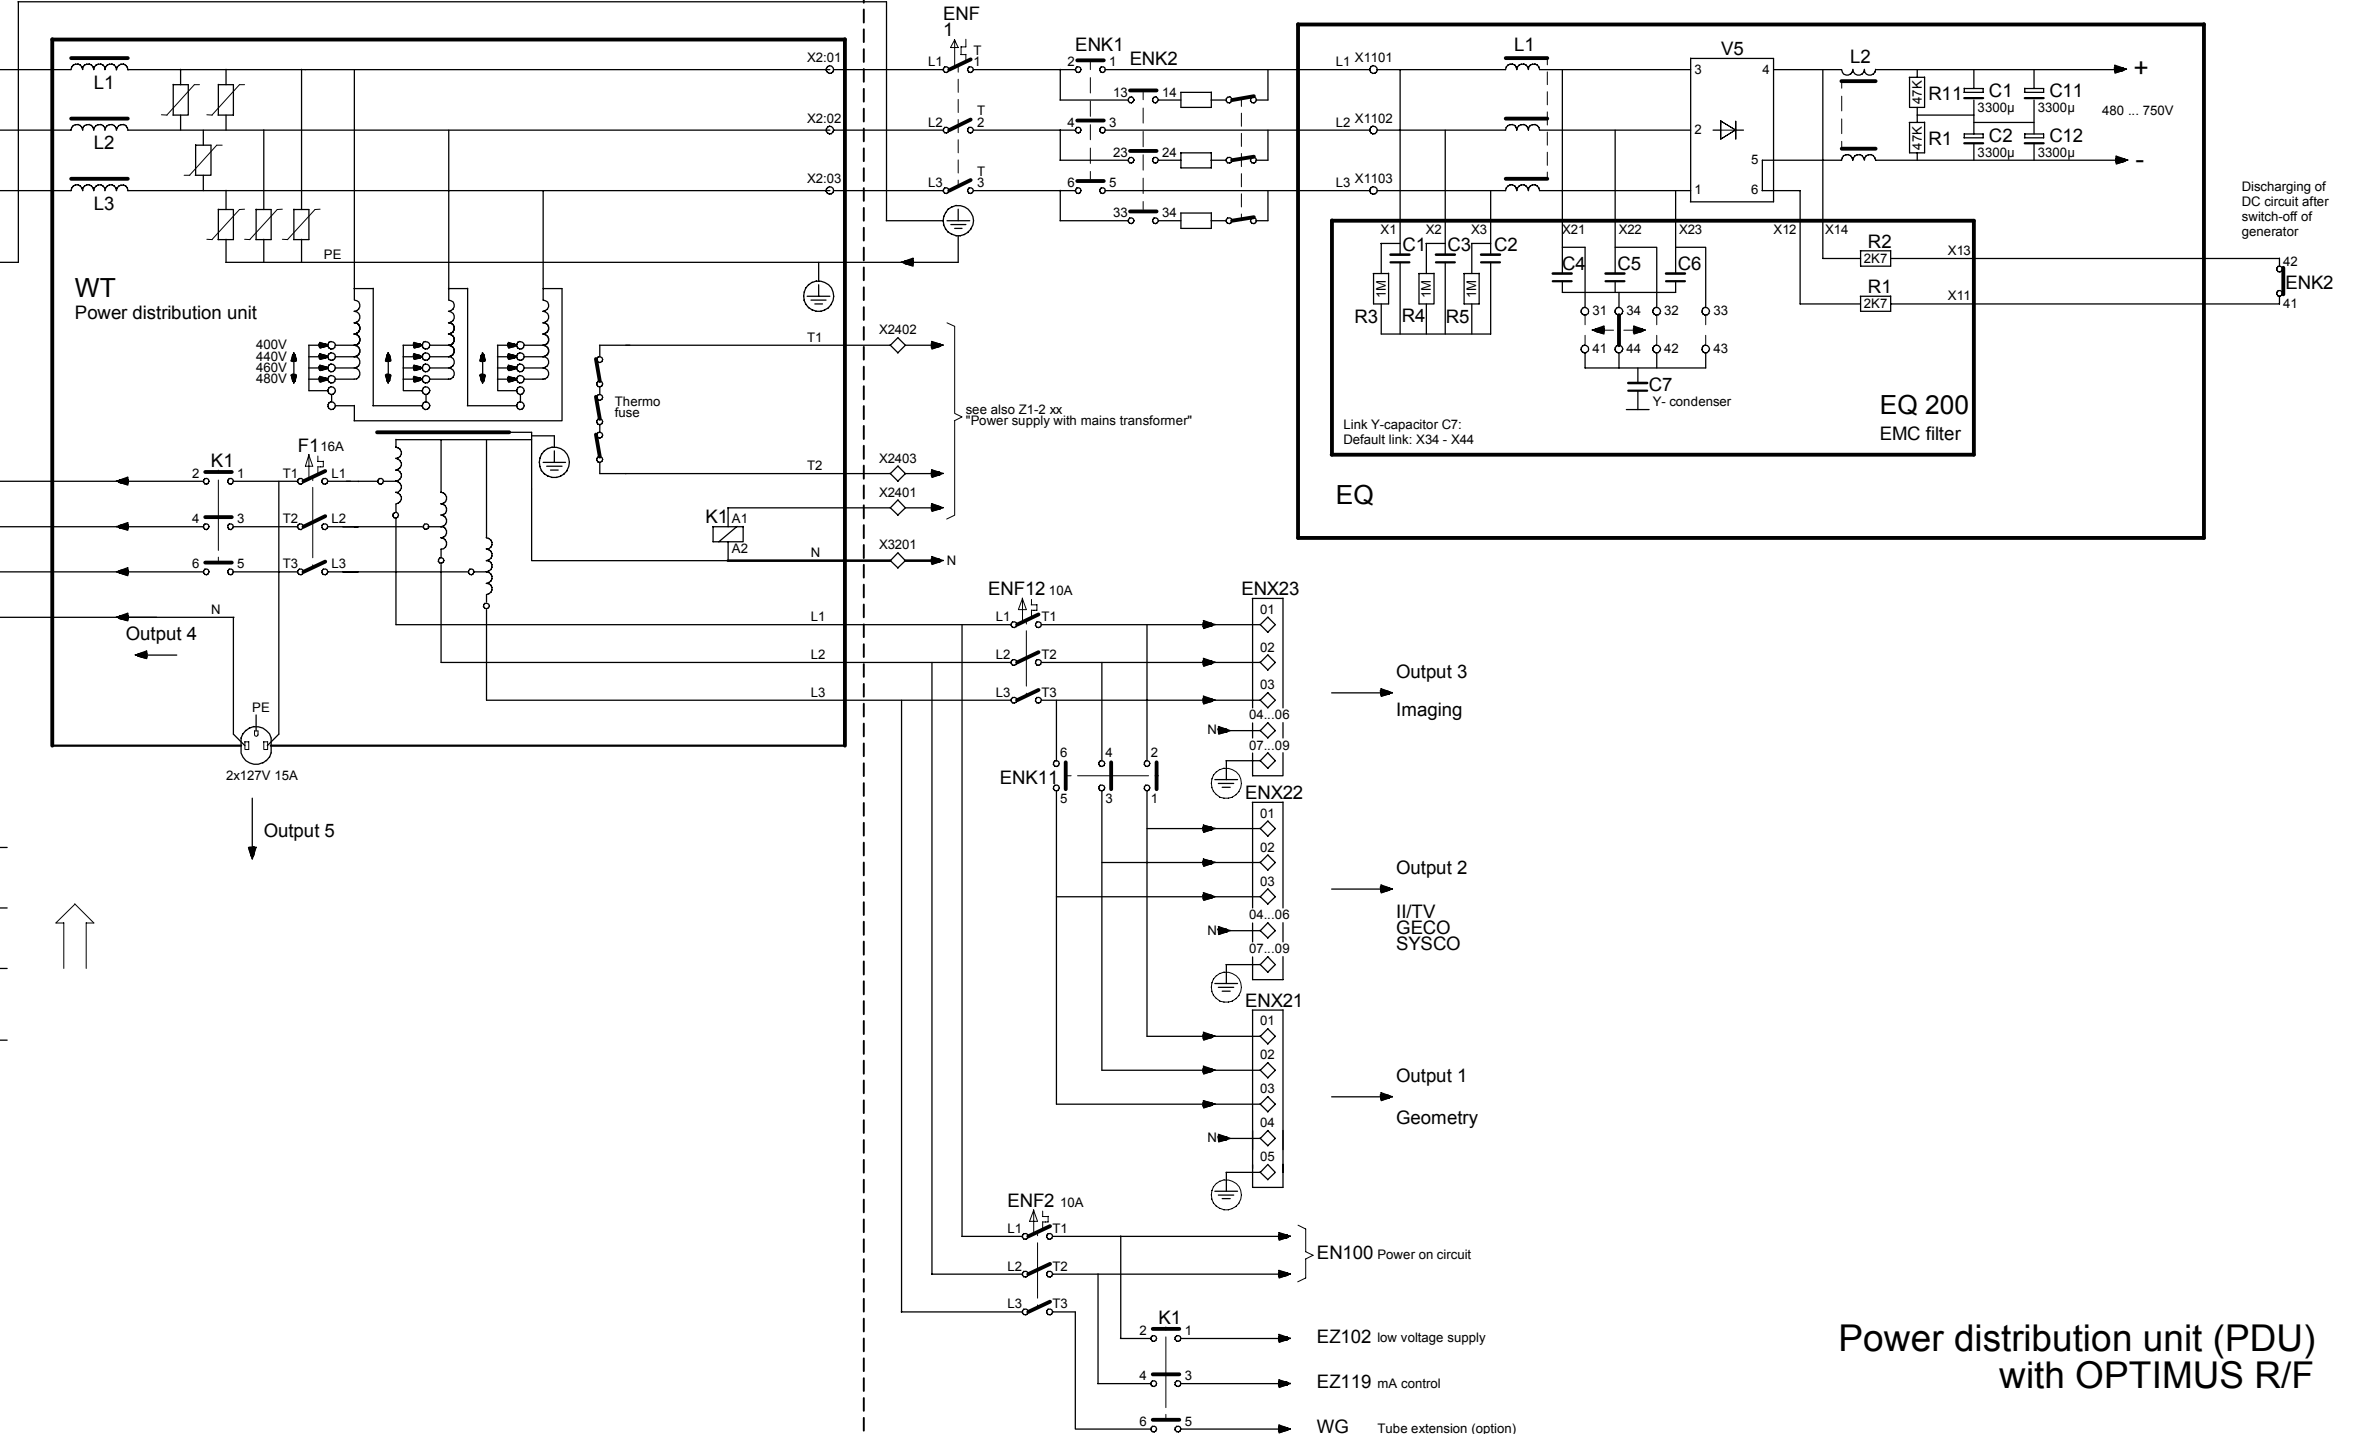 ENF
1
L1
L2
L3
X2:01
X2:02
X2:03
PE
WT
Power distribution unit
400V
440V
460V
480V
L1 T 1
L2 T 2
L3 T 3
ENK1
ENK2
2 1
13 14
4 3
23 24
6 5
33 34
T1
X2402
Thermo
fuse
T2
X2403
X2401
K1 A1
A2
N
X3201
N
see also Z1-2 xx
"Power supply with mains transformer"
F1 16A
K1
2 1 T1 L1
4 3 T2 L2
6 5 T3 L3
N
Output 4
PE
2x127V 15A
Output 5
L1
L2
L3
L1 X1101
L2 X1102
L3 X1103
L1
V5
3 4
2
5
1 6
L2
47K R11
47K R1
C1
3300µ
C11
3300µ
C2
3300µ
C12
3300µ
+
480 ... 750V
-
Discharging of
DC circuit after
switch-off of
generator
X1 X2 X3 X21 X22 X23 X12 X14
C1 C3 C2
1M 1M 1M
R3 R4 R5
C4 C5 C6
31 34 32 33
41 44 42 43
C7
Y- condenser
R2
2K7
X13
R1
2K7
X11
42
ENK2
41
Link Y-capacitor C7:
Default link: X34 - X44
EQ 200
EMC filter
EQ
ENF12 10A
L1 T1
L2 T2
L3 T3
ENX23
01
02
03
04...06
N
07...09
Output 3
Imaging
6 4 2
ENK11
5 3 1
ENX22
01
02
03
04...06
N
07...09
Output 2
II/TV
GECO
SYSCO
ENX21
01
02
03
04
N
05
Output 1
Geometry
ENF2 10A
L1 T1
L2 T2
L3 T3
EN100 Power on circuit
K1
2 1
EZ102 low voltage supply
4 3
EZ119 mA control
6 5
WG Tube extension (option)
Power distribution unit (PDU)
with OPTIMUS R/F